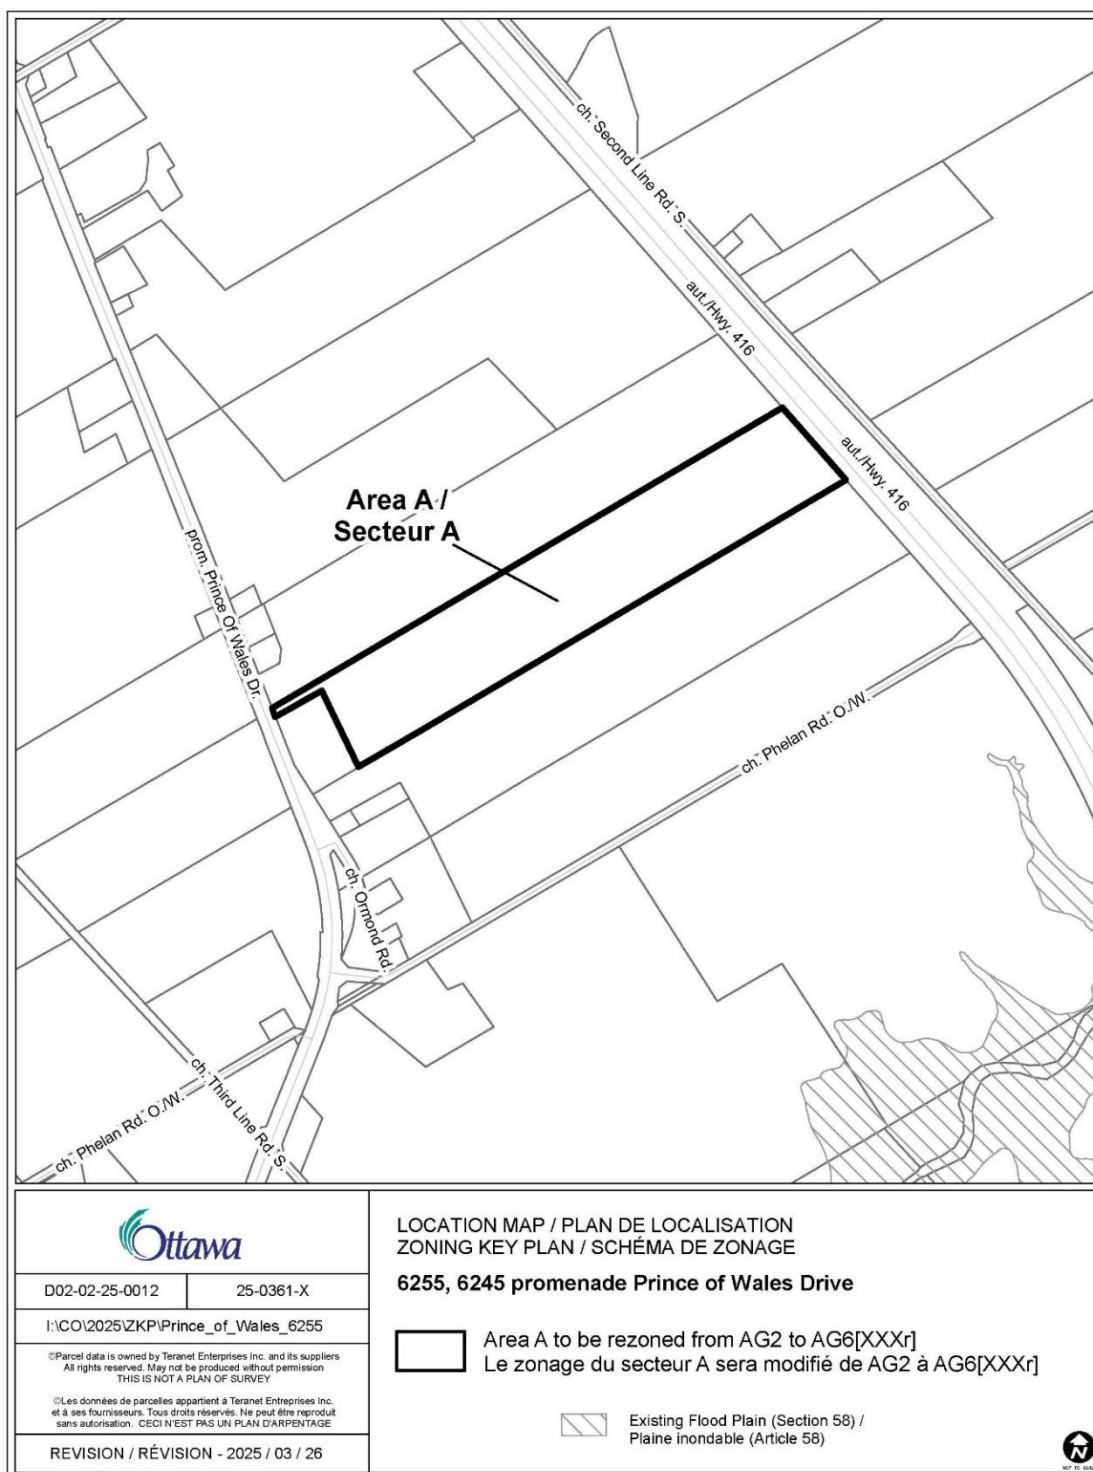 ch. Second Line Rd. S.
aut./Hwy. 416
aut./Hwy. 416
Area A /
Secteur A
prom. Prince Of Wales Dr.
ch. Phelan Rd. O./W.
ch. Ormond Rd.
ch. Third Line Rd. S.
ch. Phelan Rd. O./W.
Ottawa
D02-02-25-0012
25-0361-X
I:\CO\2025\ZKP\Prince_of_Wales_6255
©Parcel data is owned by Teranet Enterprises Inc. and its suppliers
All rights reserved. May not be produced without permission
THIS IS NOT A PLAN OF SURVEY
©Les données de parcelles appartient à Teranet Entreprises Inc.
et à ses fournisseurs. Tous droits réservés. Ne peut être reproduit
sans autorisation. CECI N'EST PAS UN PLAN D'ARPENTAGE
REVISION / RÉVISION - 2025 / 03 / 26
LOCATION MAP / PLAN DE LOCALISATION
ZONING KEY PLAN / SCHÉMA DE ZONAGE
6255, 6245 promenade Prince of Wales Drive
Area A to be rezoned from AG2 to AG6[XXXr]
Le zonage du secteur A sera modifié de AG2 à AG6[XXXr]
Existing Flood Plain (Section 58) /
Plaine inondable (Article 58)
N
NOT TO SCALE